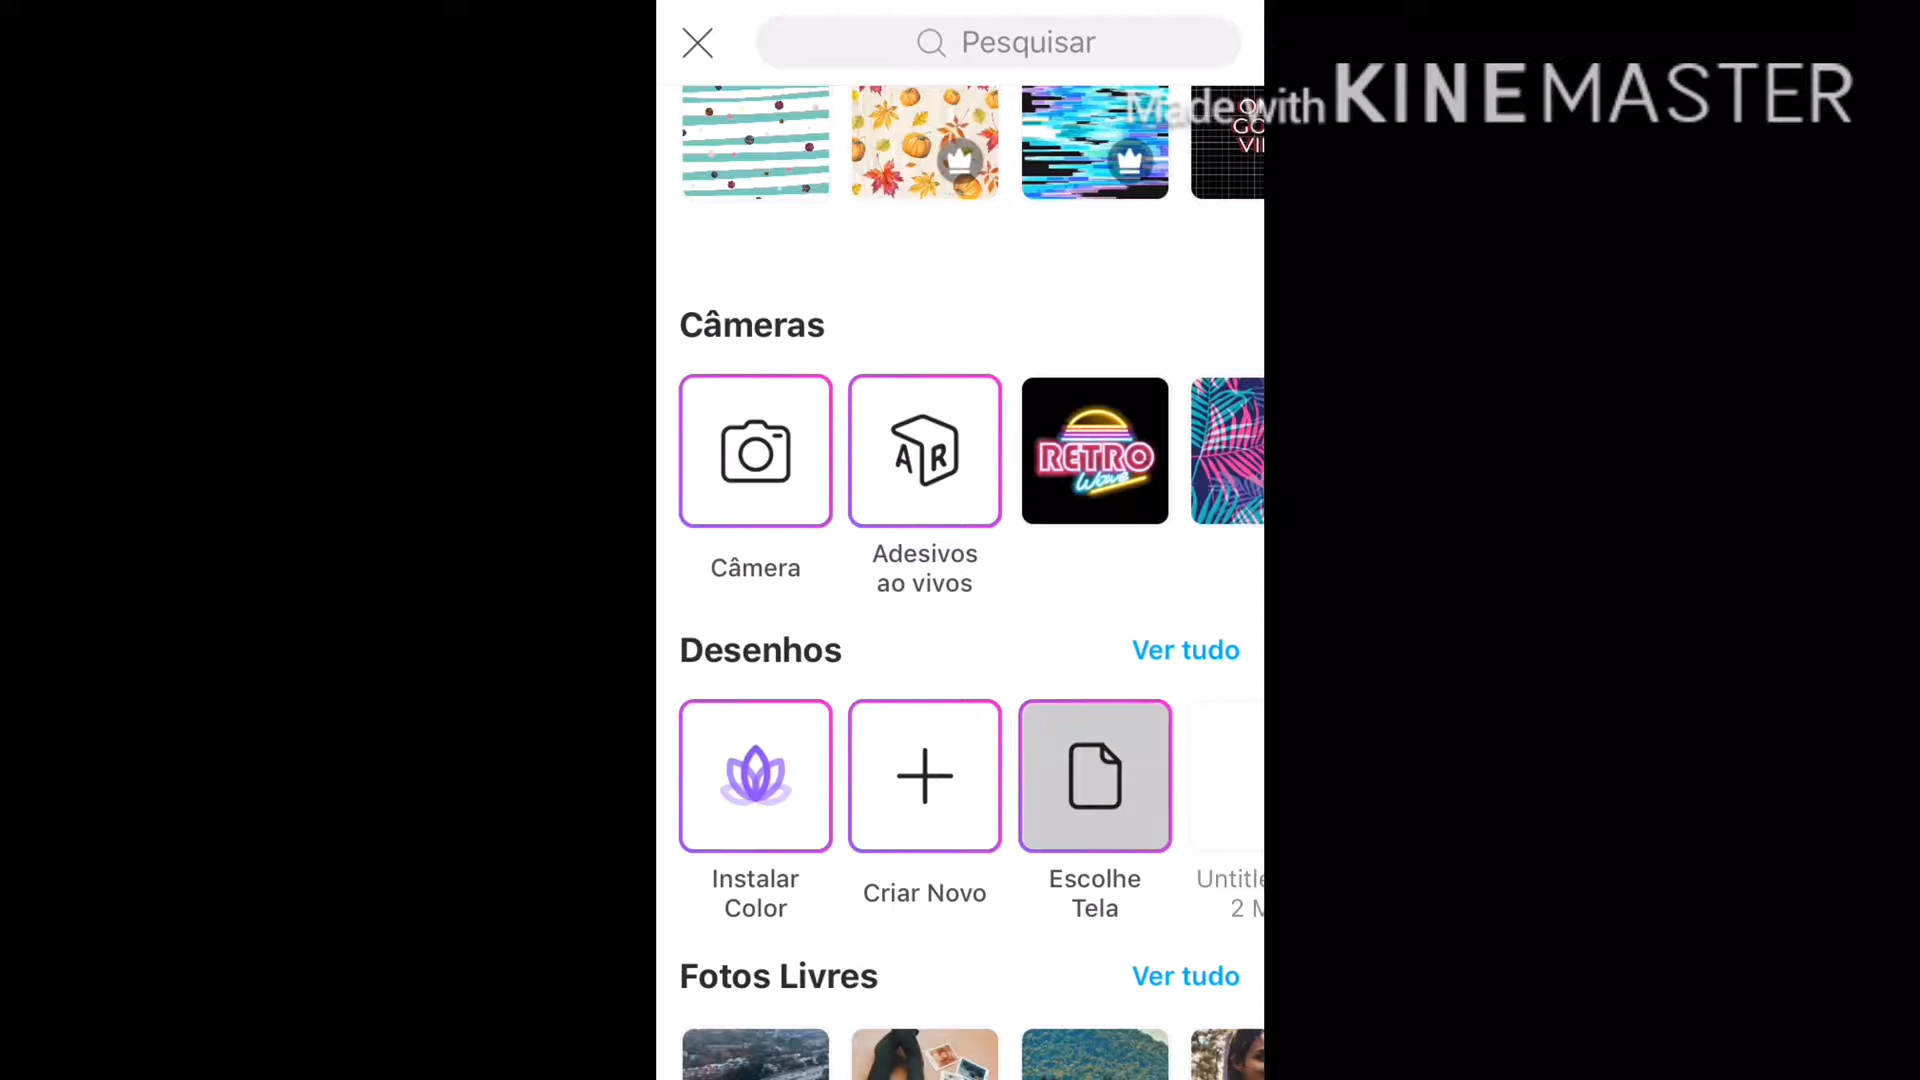 Pesquisar
Made with KINEMASTER
Câmeras
RETRO
Wave
Câmera
Adesivos
ao vivos
Desenhos
Ver tudo
A R
Instalar
Color
Criar Novo
Escolhe
Tela
Fotos Livres
Ver tudo